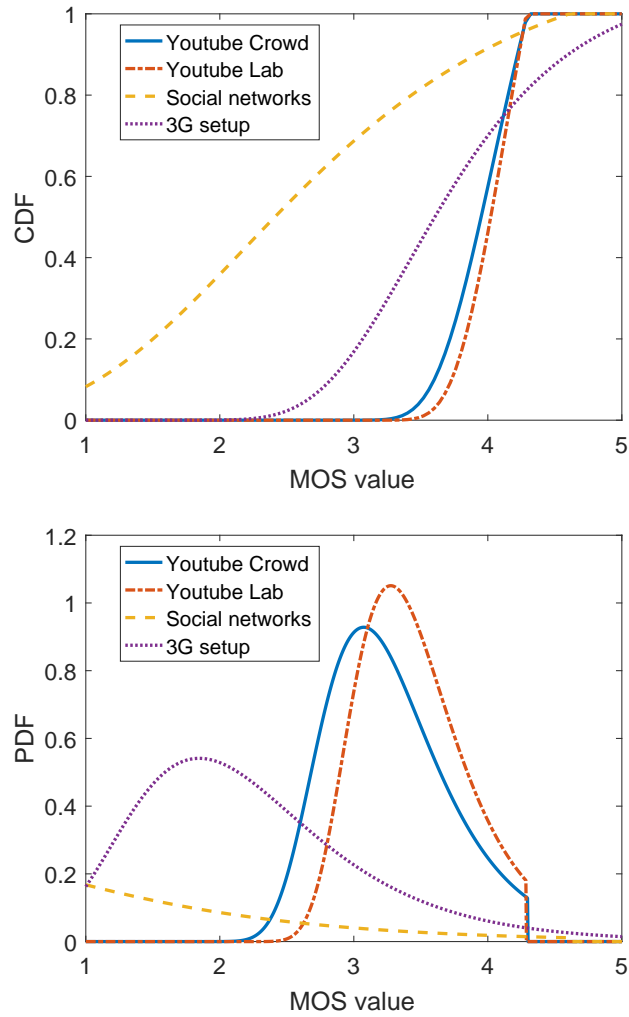 1
0.8
0.6
0.4
0.2
0
CDF
Youtube Crowd
Youtube Lab
Social networks
3G setup
1 2 3 4 5
MOS value
1.2
1
0.8
0.6
0.4
0.2
0
PDF
Youtube Crowd
Youtube Lab
Social networks
3G setup
1 2 3 4 5
MOS value